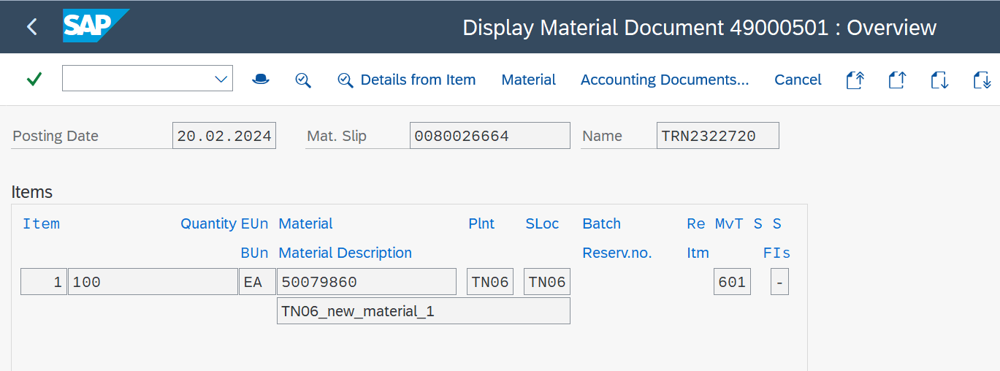 SAP Display Material Document 49000501 : Overview
Details from Item Material Accounting Documents... Cancel
Posting Date 20.02.2024 Mat. Slip 0080026664 Name TRN2322720
Items
Item Quantity EUn Material Plnt SLoc Batch Re MvT S S
BUn Material Description Reserv.no. Itm FIs
1 100 EA 50079860 TN06 TN06 601 -
TN06_new_material_1